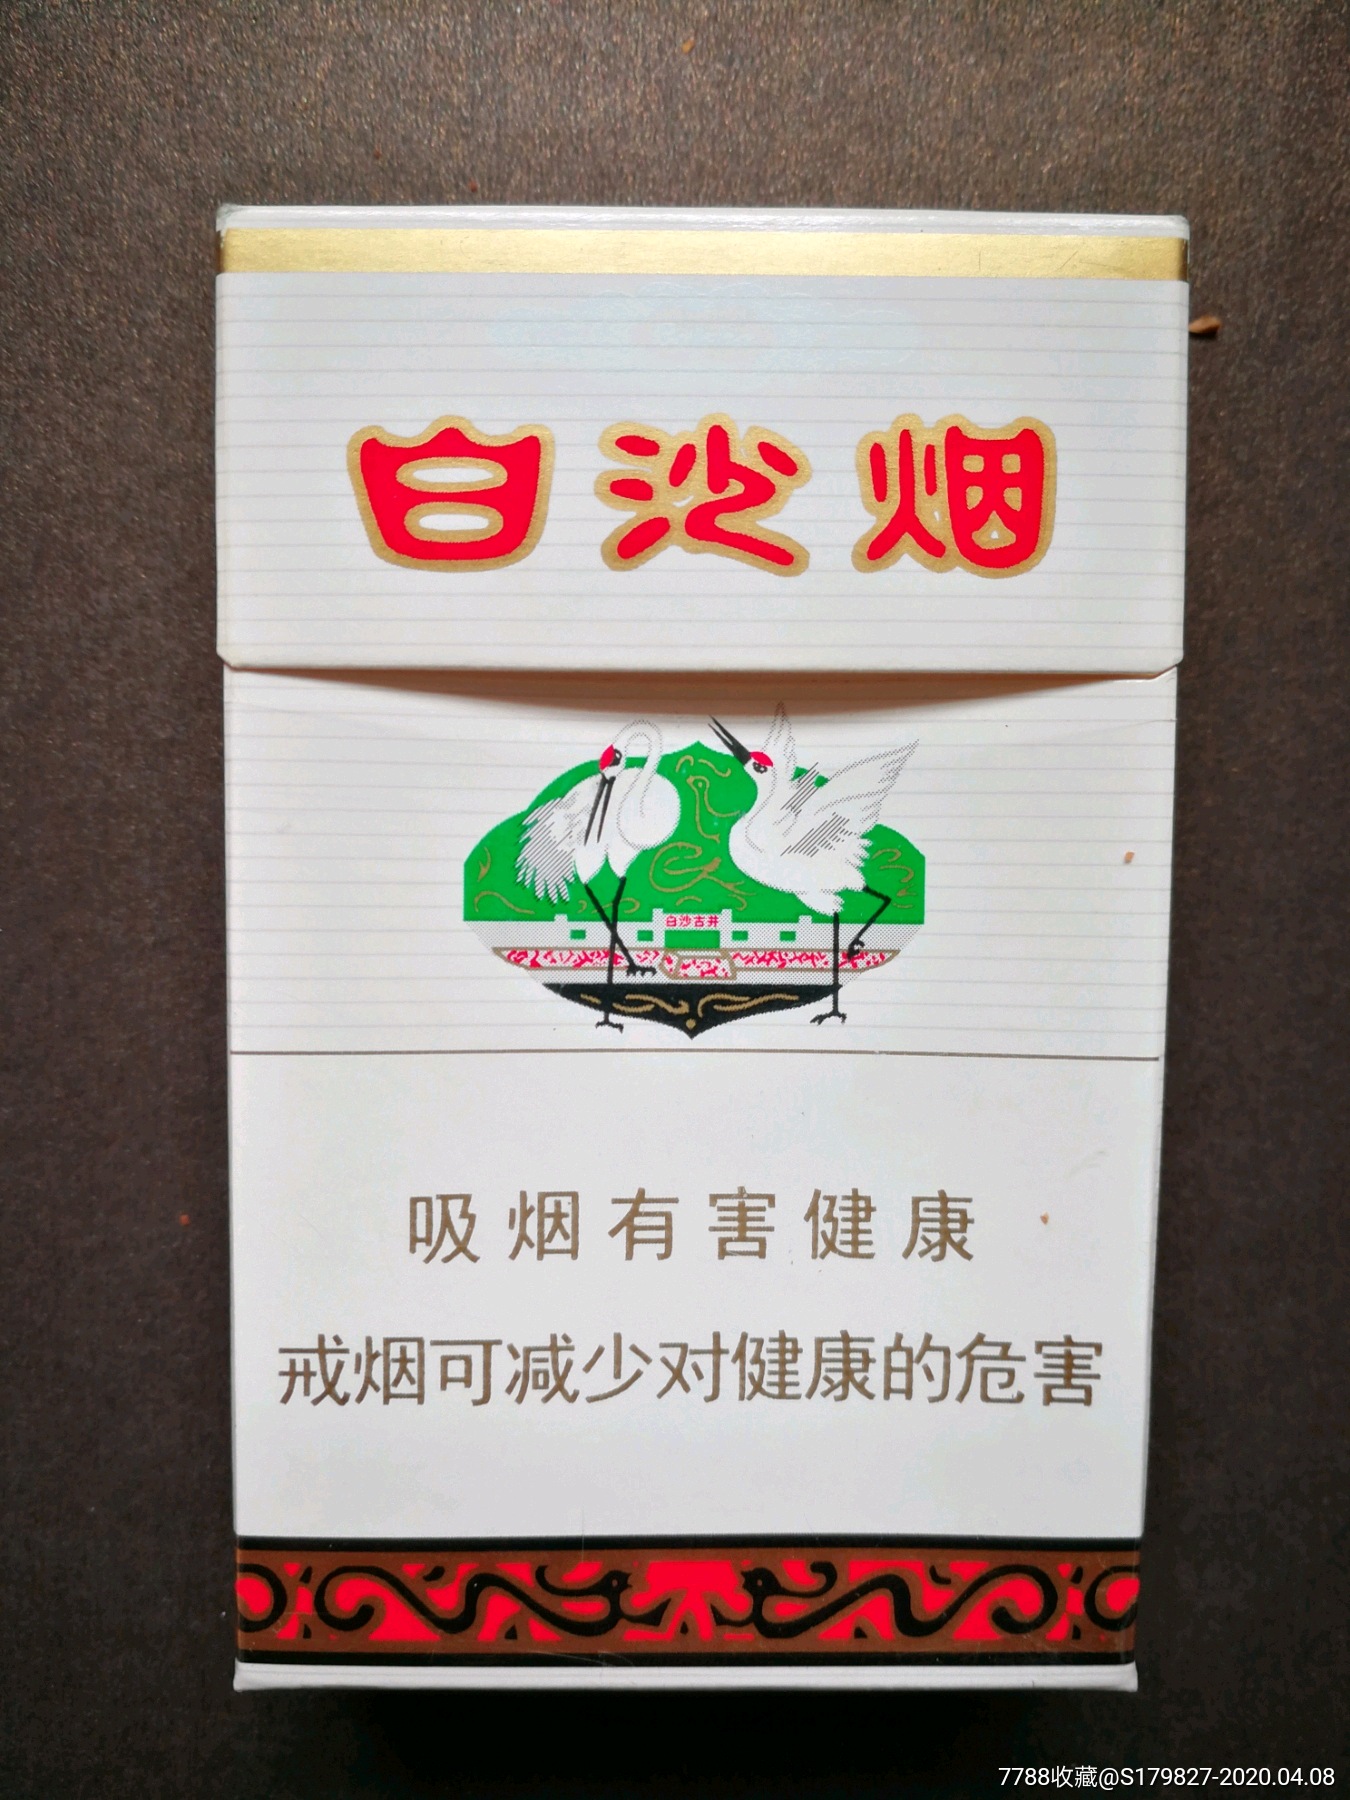 白沙烟
白沙古井
吸烟有害健康
戒烟可减少对健康的危害
7788收藏@S179827-2020.04.08